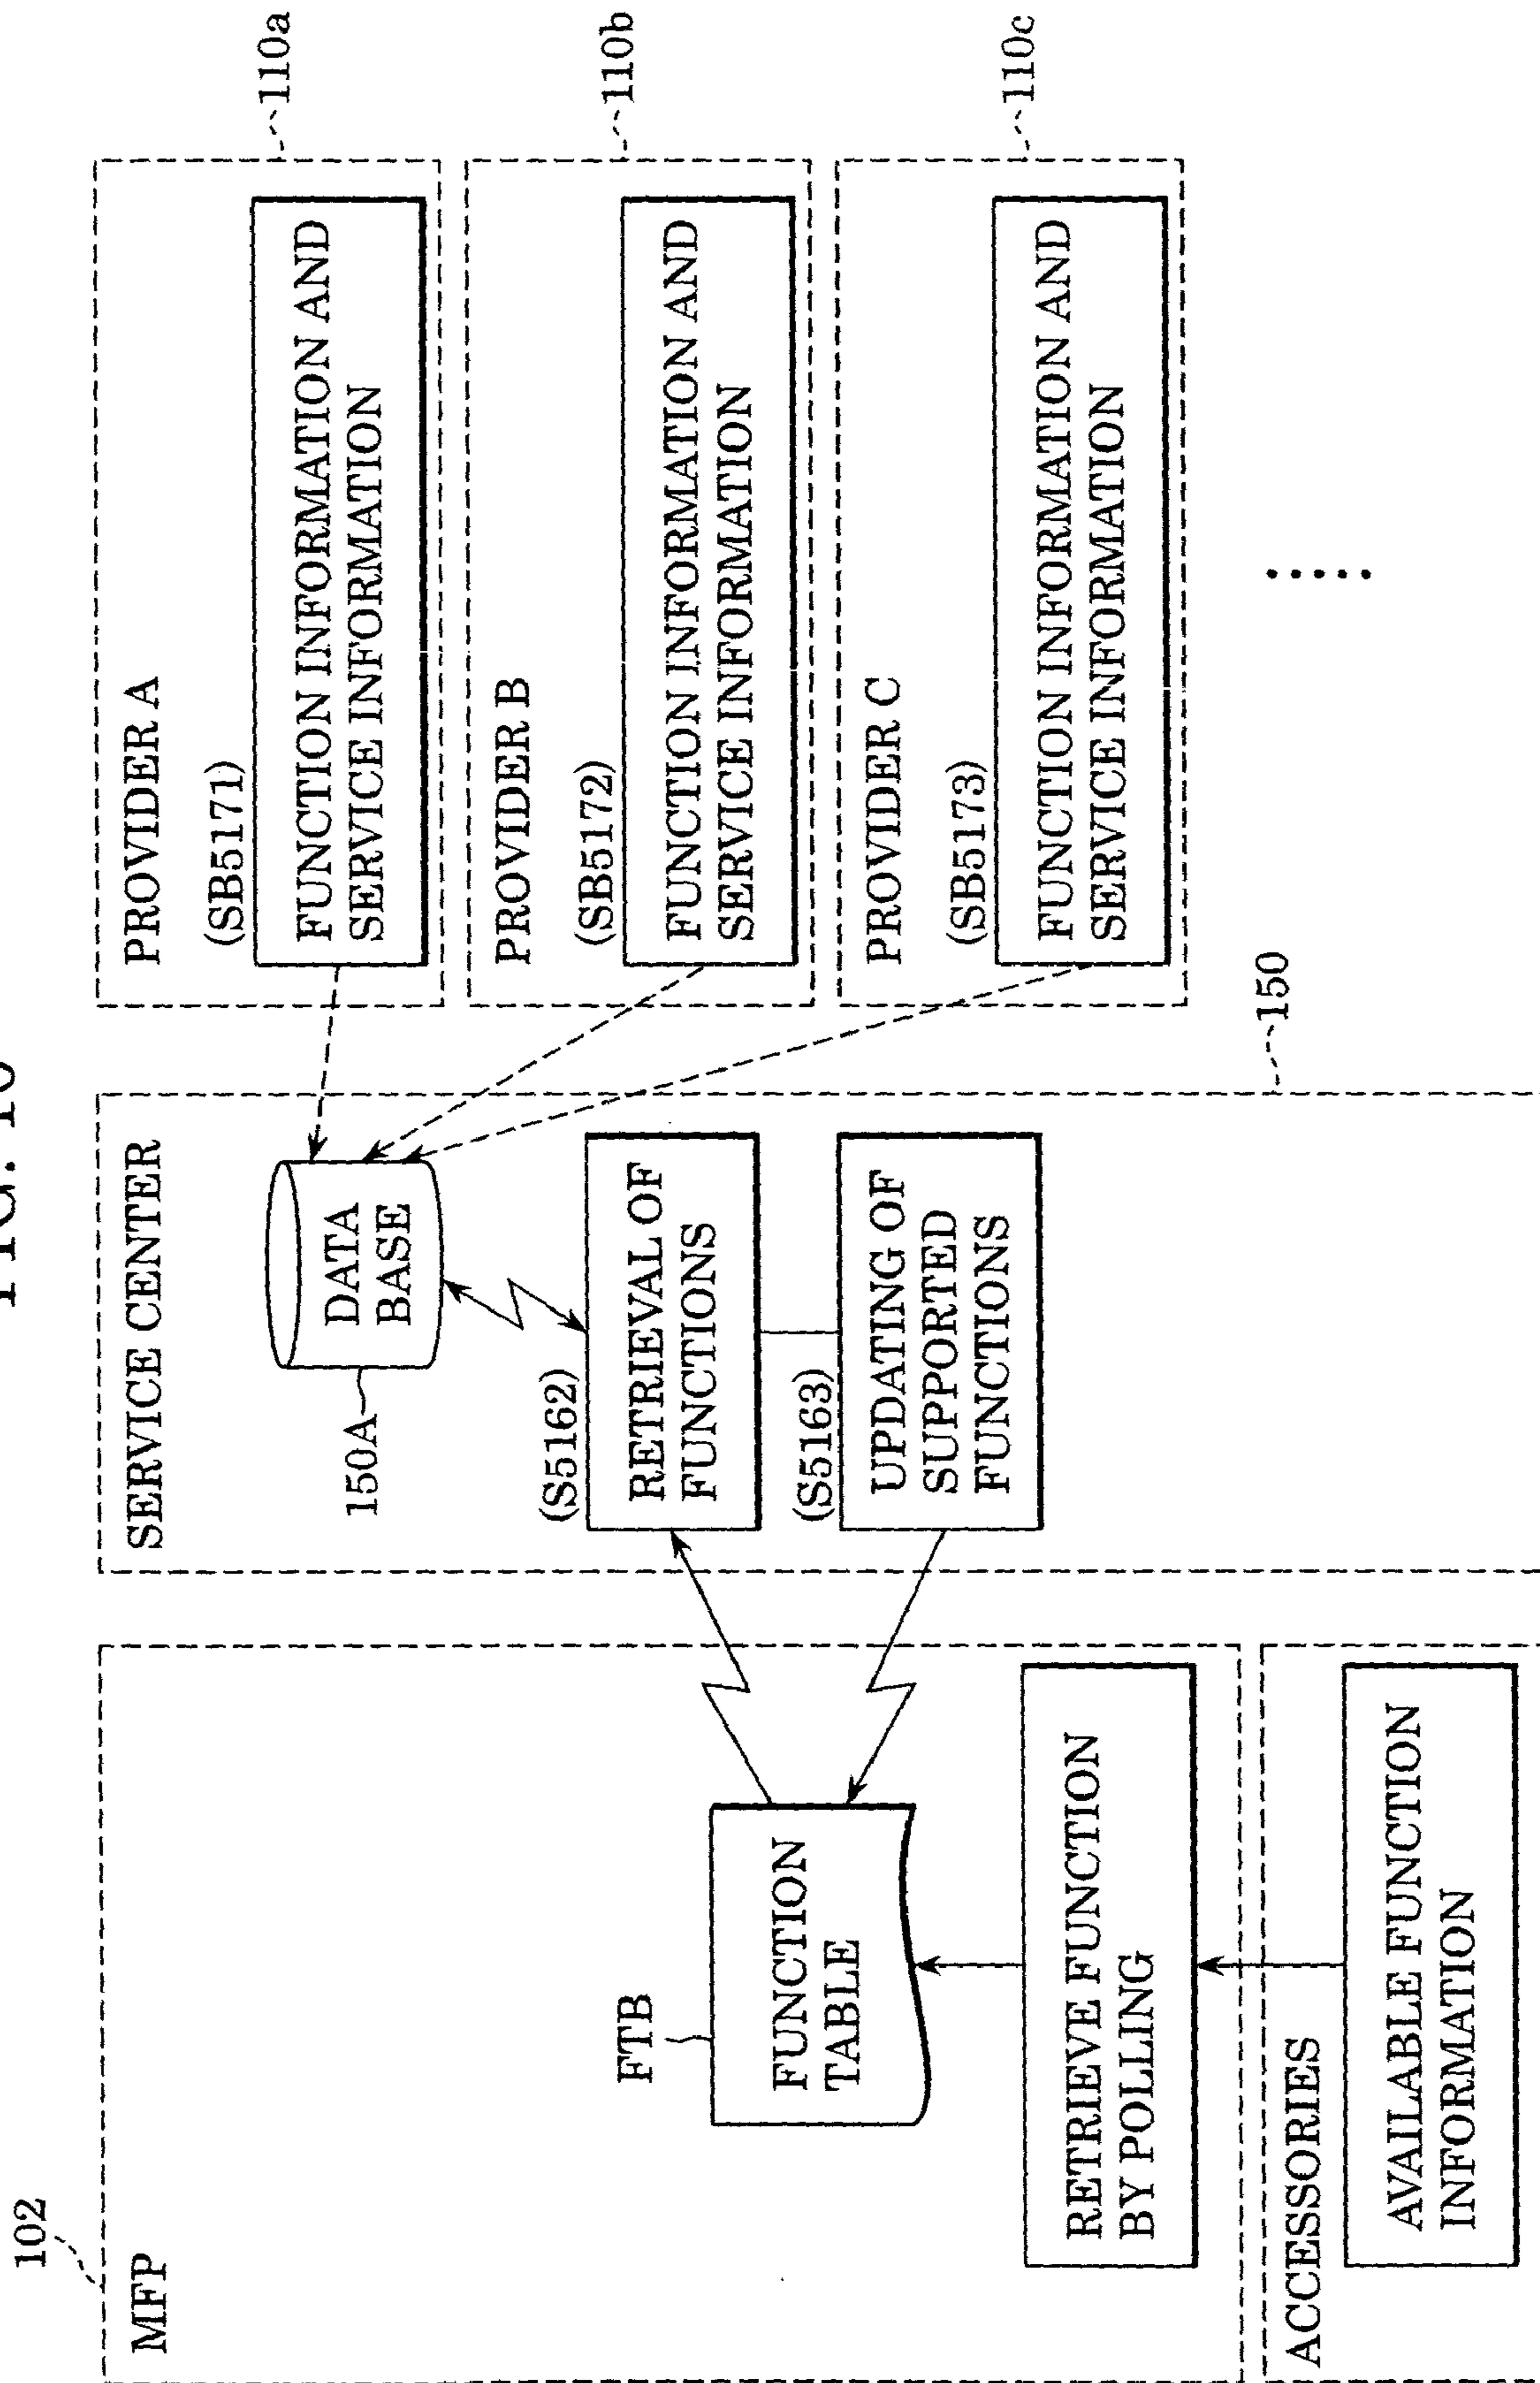 102
MFP
FTB
FUNCTION
TABLE
RETRIEVE FUNCTION
BY POLLING
ACCESSORIES
AVAILABLE FUNCTION
INFORMATION
SERVICE CENTER
150A
DATA
BASE
(S5162)
RETRIEVAL OF
FUNCTIONS
(S5163)
UPDATING OF
SUPPORTED
FUNCTIONS
150
PROVIDER A
(SB5171)
FUNCTION INFORMATION AND
SERVICE INFORMATION
110a
PROVIDER B
(SB5172)
FUNCTION INFORMATION AND
SERVICE INFORMATION
110b
PROVIDER C
(SB5173)
FUNCTION INFORMATION AND
SERVICE INFORMATION
110c
.....